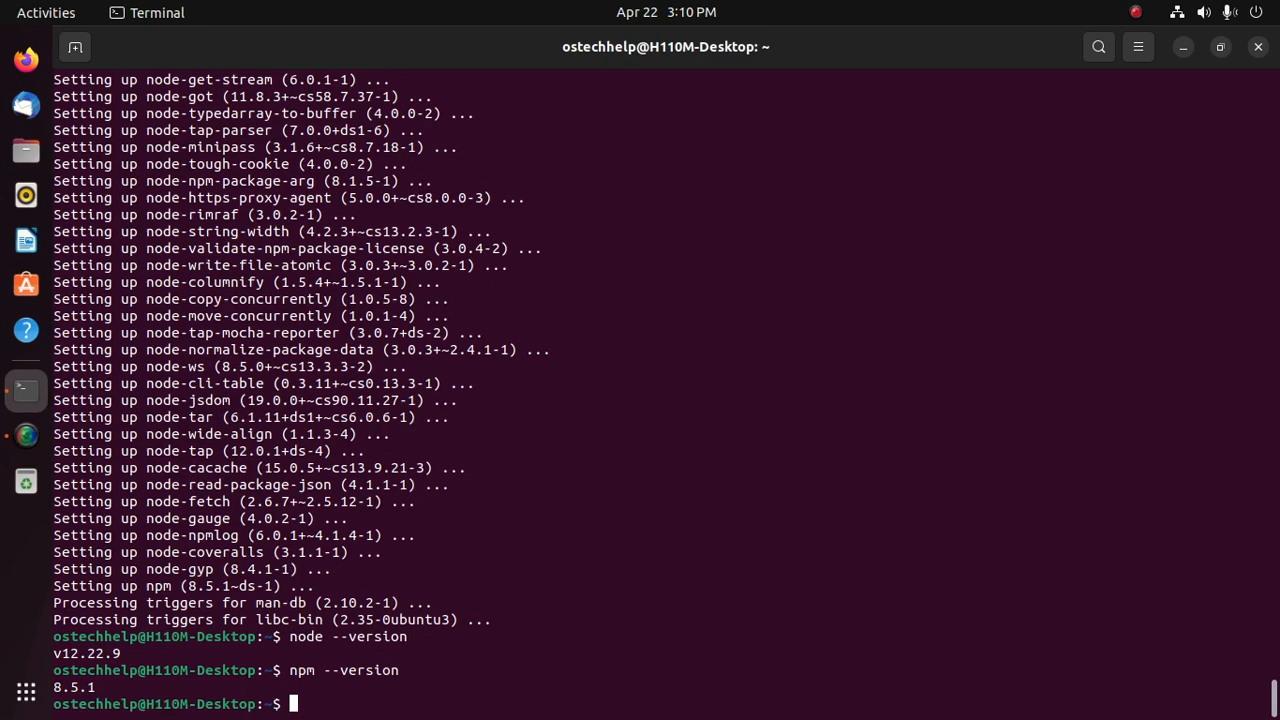 Activities
Terminal
Apr 22 3:10 PM
ostechhelp@H110M-Desktop: ~
Setting up node-get-stream (6.0.1-1) ...
Setting up node-got (11.8.3+~cs58.7.37-1) ...
Setting up node-typedarray-to-buffer (4.0.0-2) ...
Setting up node-tap-parser (7.0.0+ds1-6) ...
Setting up node-minipass (3.1.6+~cs8.7.18-1) ...
Setting up node-tough-cookie (4.0.0-2) ...
Setting up node-npm-package-arg (8.1.5-1) ...
Setting up node-https-proxy-agent (5.0.0+~cs8.0.0-3) ...
Setting up node-rimraf (3.0.2-1) ...
Setting up node-string-width (4.2.3+~cs13.2.3-1) ...
Setting up node-validate-npm-package-license (3.0.4-2) ...
Setting up node-write-file-atomic (3.0.3+~3.0.2-1) ...
Setting up node-columnify (1.5.4+~1.5.1-1) ...
Setting up node-copy-concurrently (1.0.5-8) ...
Setting up node-move-concurrently (1.0.1-4) ...
Setting up node-tap-mocha-reporter (3.0.7+ds-2) ...
Setting up node-normalize-package-data (3.0.3+~2.4.1-1) ...
Setting up node-ws (8.5.0+~cs13.3.3-2) ...
Setting up node-cli-table (0.3.11+~cs0.13.3-1) ...
Setting up node-jsdom (19.0.0+~cs90.11.27-1) ...
Setting up node-tar (6.1.11+ds1+~cs6.0.6-1) ...
Setting up node-wide-align (1.1.3-4) ...
Setting up node-tap (12.0.1+ds-4) ...
Setting up node-cacache (15.0.5+~cs13.9.21-3) ...
Setting up node-read-package-json (4.1.1-1) ...
Setting up node-fetch (2.6.7+~2.5.12-1) ...
Setting up node-gauge (4.0.2-1) ...
Setting up node-npmlog (6.0.1+~4.1.4-1) ...
Setting up node-coveralls (3.1.1-1) ...
Setting up node-gyp (8.4.1-1) ...
Setting up npm (8.5.1~ds-1) ...
Processing triggers for man-db (2.10.2-1) ...
Processing triggers for libc-bin (2.35-0ubuntu3) ...
ostechhelp@H110M-Desktop:~$ node --version
v12.22.9
ostechhelp@H110M-Desktop:~$ npm --version
8.5.1
ostechhelp@H110M-Desktop:~$